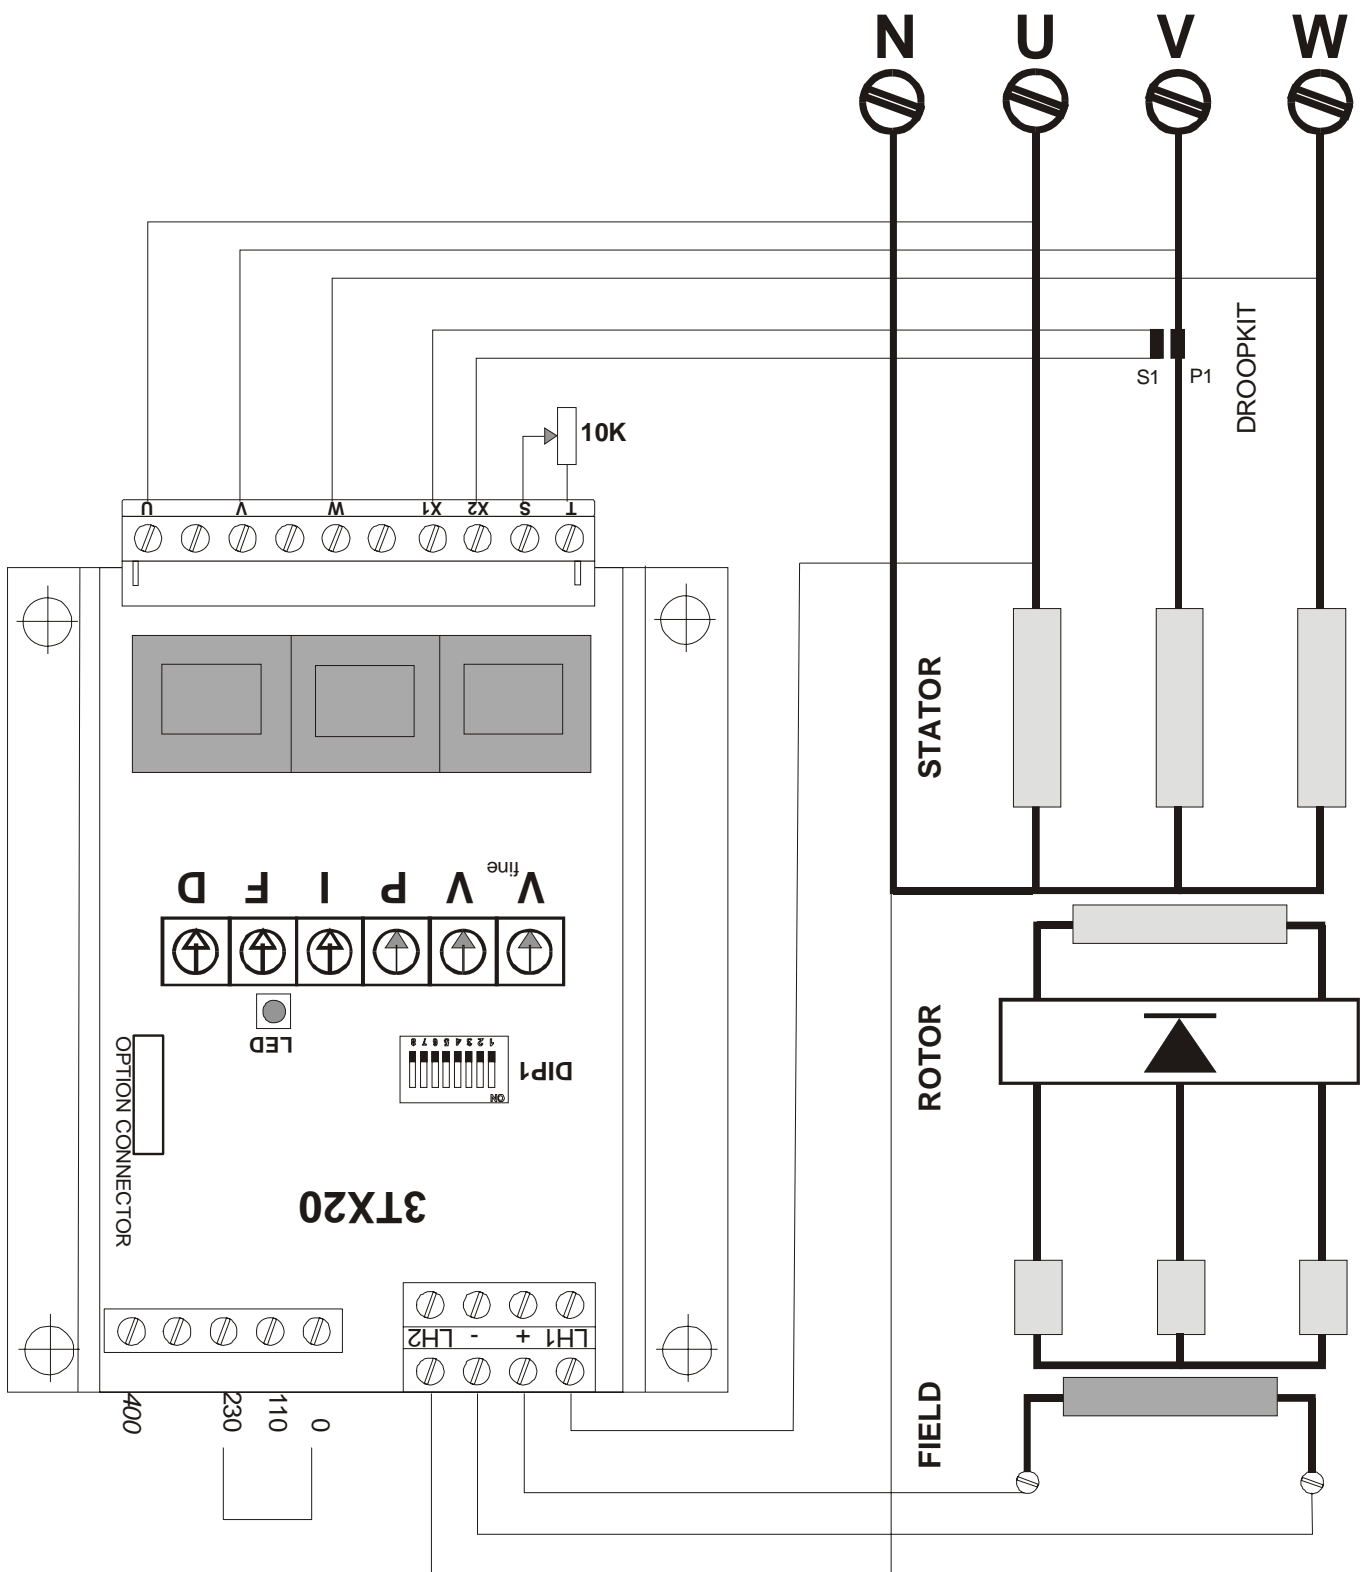 N U V W
DROOPKIT
S1 P1
10K
U V W X1 X2 S T
STATOR
D F I P V Vfine
LED
8 7 6 5 4 3 2 1
ON
DIP1
OPTION CONNECTOR
ROTOR
3TX20
LH2 - + LH1
400 230 110 0
FIELD